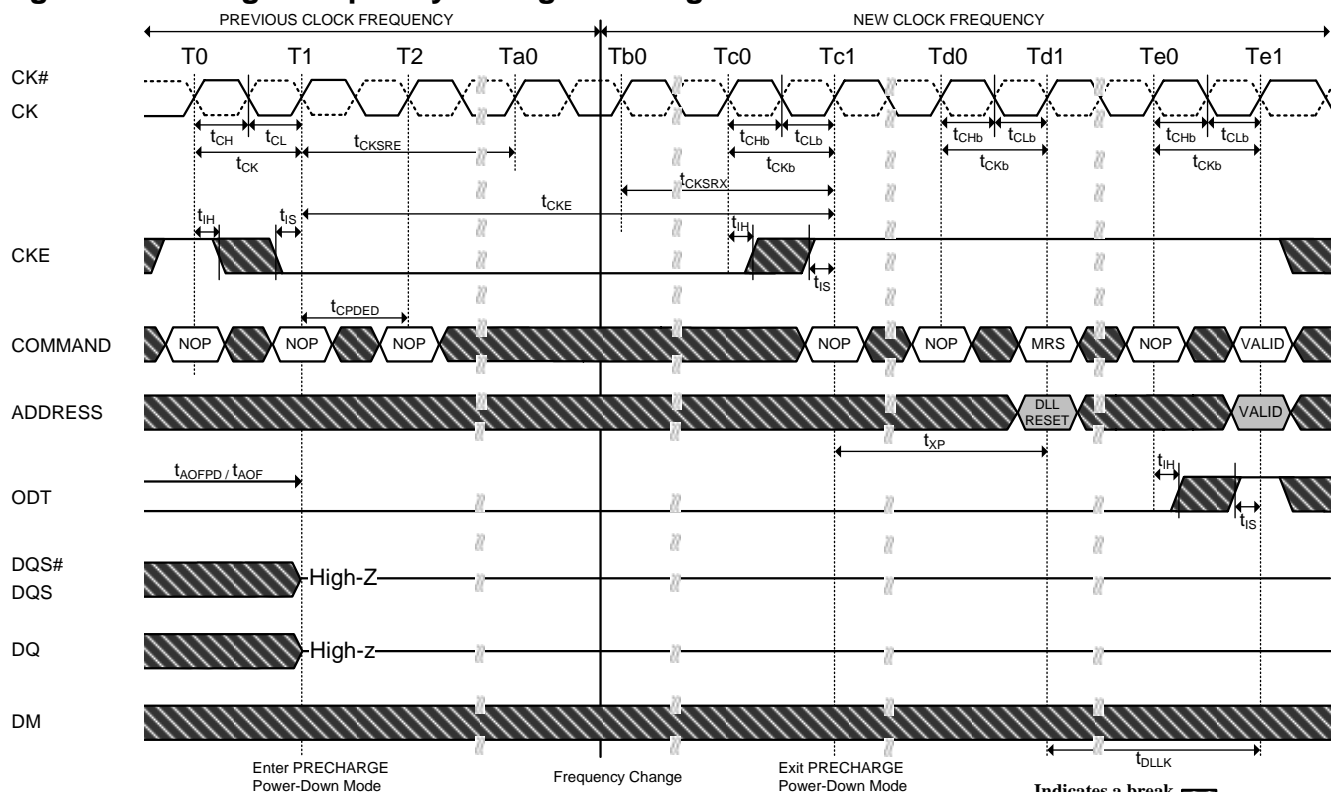 PREVIOUS CLOCK FREQUENCY NEW CLOCK FREQUENCY
T0 T1 T2 Ta0 Tb0 Tc0 Tc1 Td0 Td1 Te0 Te1
CK#
CK
tCH tCL tCHb tCLb tCHb tCLb tCHb tCLb
tCK tCKSRE tCKb tCKb tCKb
tCKSRX
tCKE
tIH tIS tIH
CKE
tIS
tCPDED
COMMAND NOP NOP NOP NOP NOP MRS NOP VALID
ADDRESS DLL RESET VALID
tXP
tAOFPD / tAOF tIH
ODT
tIS
DQS#
DQS High-Z
DQ High-z
DM
tDLLK
Enter PRECHARGE
Power-Down Mode
Frequency Change
Exit PRECHARGE
Power-Down Mode
Indicates a break